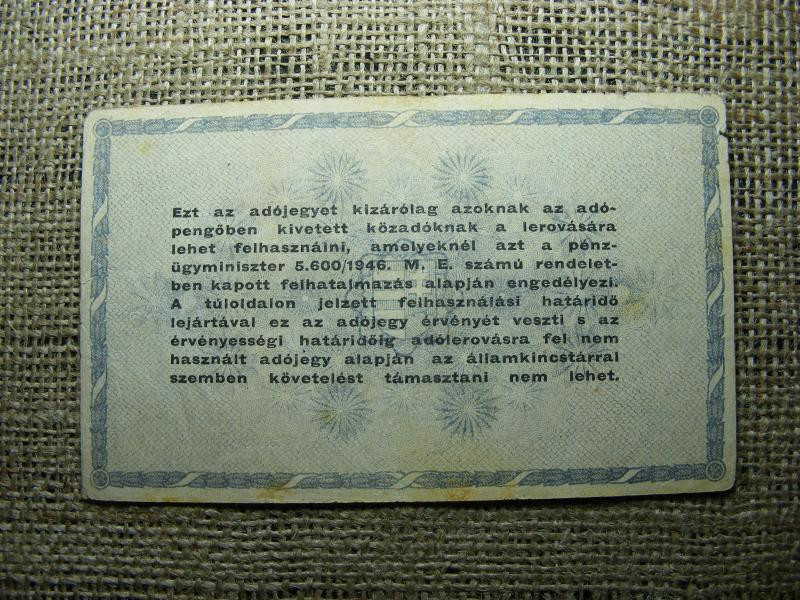 Ezt az adójegyet kizárólag azoknak az adó-
pengőben kivetett közadóknak a lerovására
lehet felhasználni, amelyeknél azt a pénz-
ügyminiszter 5.600/1946. M. E. számú rendelet-
ben kapott felhatalmazás alapján engedélyezi.
A túloldalon jelzett felhasználási határidő
lejártával ez az adójegy érvényét veszti s az
érvényességi határidőig adólerovásra fel nem
használt adójegy alapján az államkincstárral
szemben követelést támasztani nem lehet.